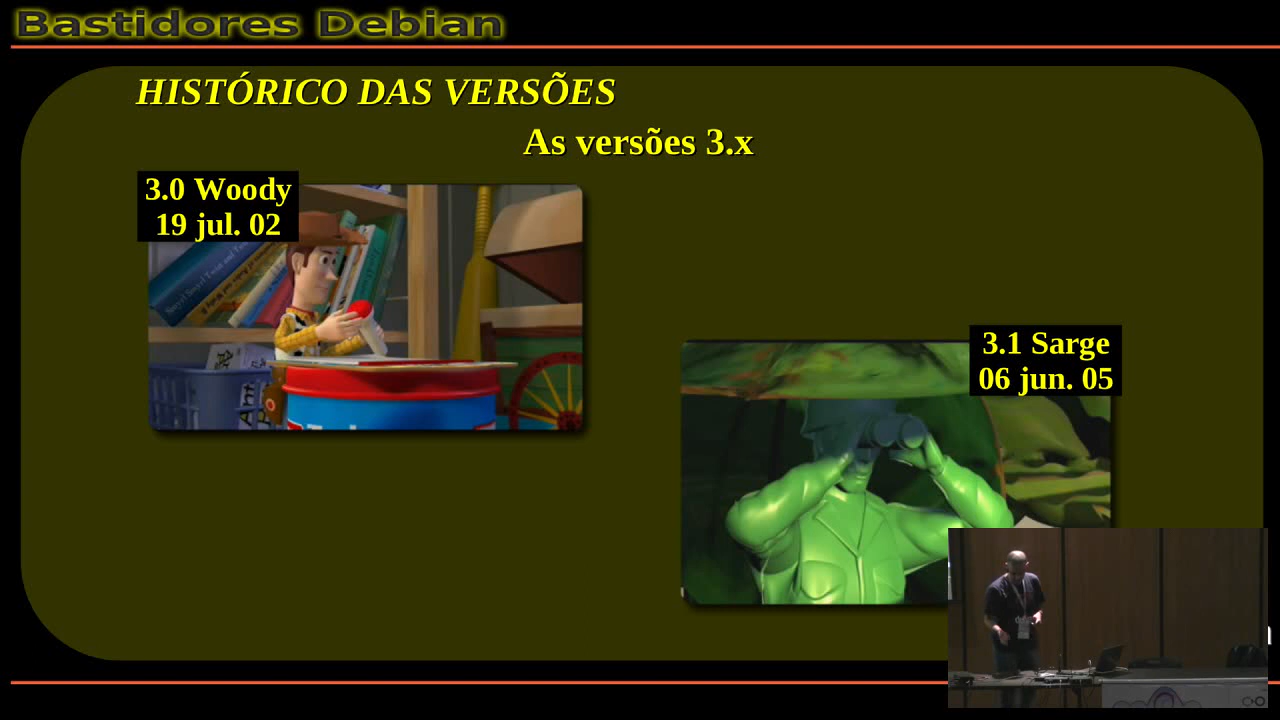 Bastidores Debian
HISTÓRICO DAS VERSÕES
As versões 3.x
3.0 Woody
19 jul. 02
3.1 Sarge
06 jun. 05